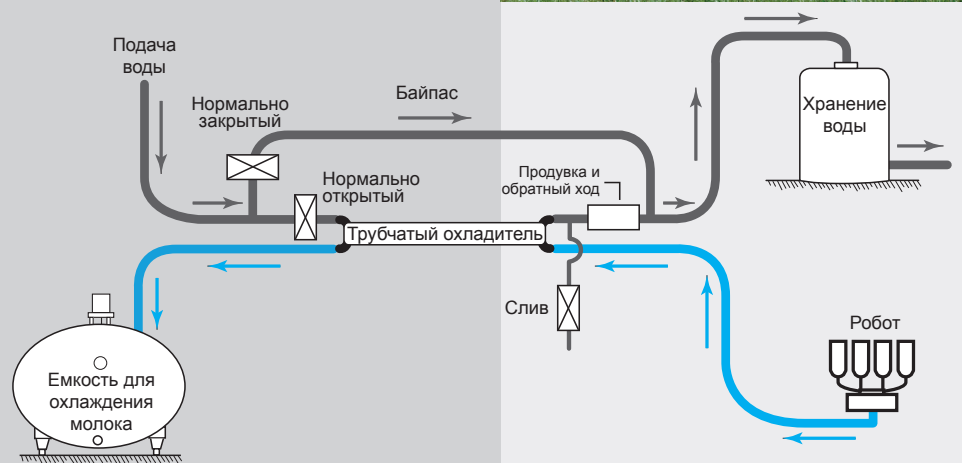 Подача
воды
Нормально
закрытый
Байпас
Хранение
воды
Нормально
открытый
Продувка и
обратный ход
Трубчатый охладитель
Слив
Робот
Емкость для
охлаждения
молока